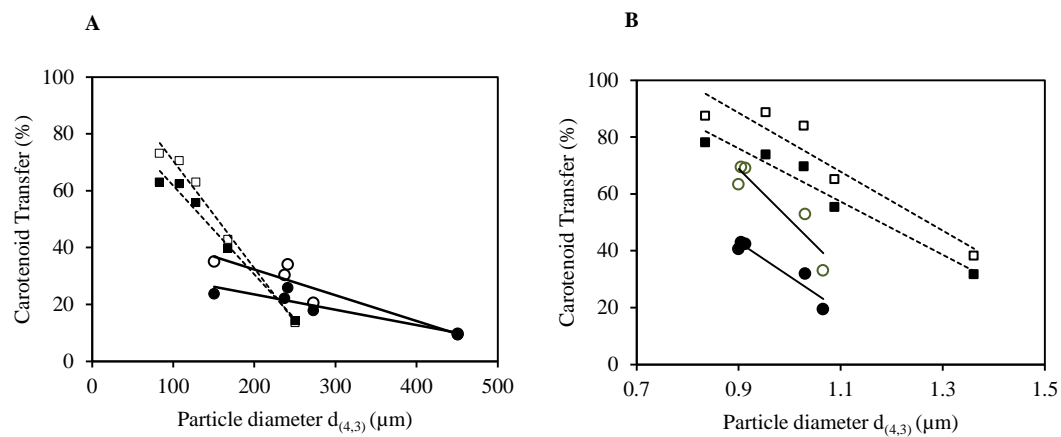 A
Carotenoid Transfer (%)
100
80
60
40
20
0
0 100 200 300 400 500
Particle diameter d(4,3) (µm)
B
Carotenoid Transfer (%)
100
80
60
40
20
0
0.7 0.9 1.1 1.3 1.5
Particle diameter d(4,3) (µm)